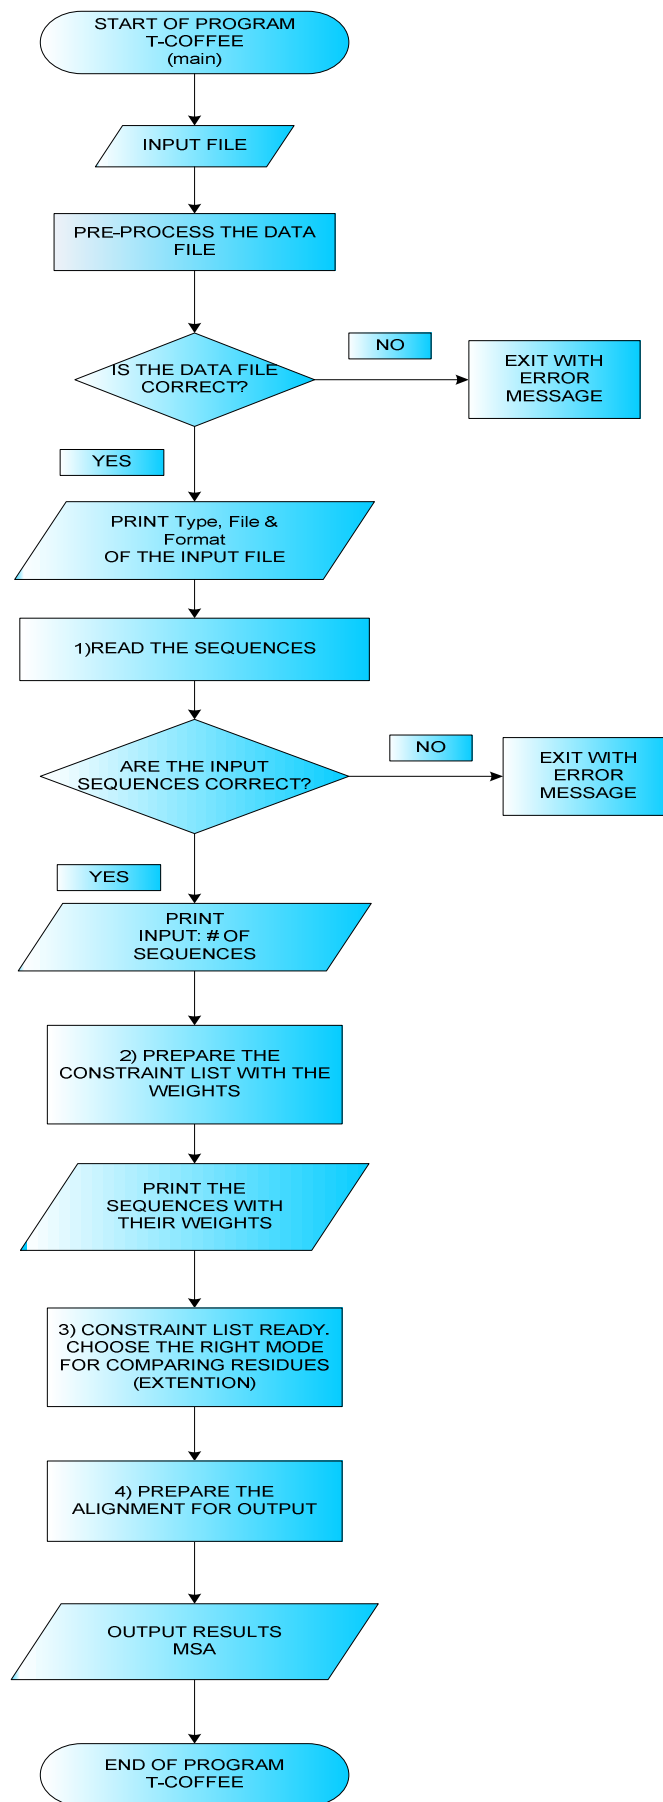 START OF PROGRAM
T-COFFEE
(main)
INPUT FILE
PRE-PROCESS THE DATA
FILE
IS THE DATA FILE
CORRECT?
NO
EXIT WITH
ERROR
MESSAGE
YES
PRINT Type, File &
Format
OF THE INPUT FILE
1)READ THE SEQUENCES
ARE THE INPUT
SEQUENCES CORRECT?
NO
EXIT WITH
ERROR
MESSAGE
YES
PRINT
INPUT: # OF
SEQUENCES
2) PREPARE THE
CONSTRAINT LIST WITH THE
WEIGHTS
PRINT THE
SEQUENCES WITH
THEIR WEIGHTS
3) CONSTRAINT LIST READY.
CHOOSE THE RIGHT MODE
FOR COMPARING RESIDUES
(EXTENTION)
4) PREPARE THE
ALIGNMENT FOR OUTPUT
OUTPUT RESULTS
MSA
END OF PROGRAM
T-COFFEE